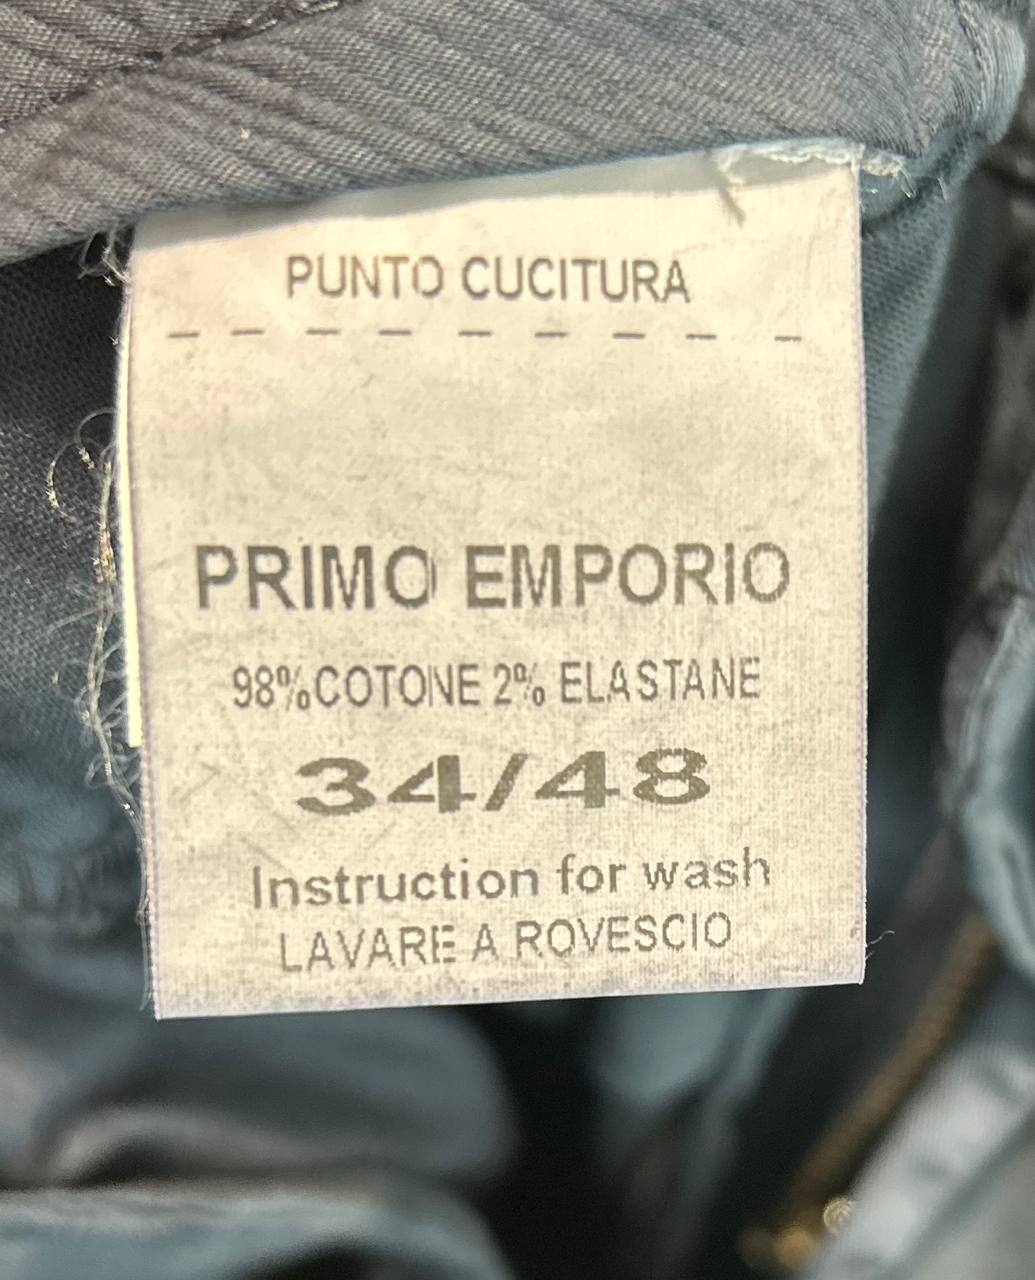 PUNTO CUCITURA
PRIMO EMPORIO
98%COTONE 2% ELASTANE
34/48
Instruction for wash
LAVARE A ROVESCIO